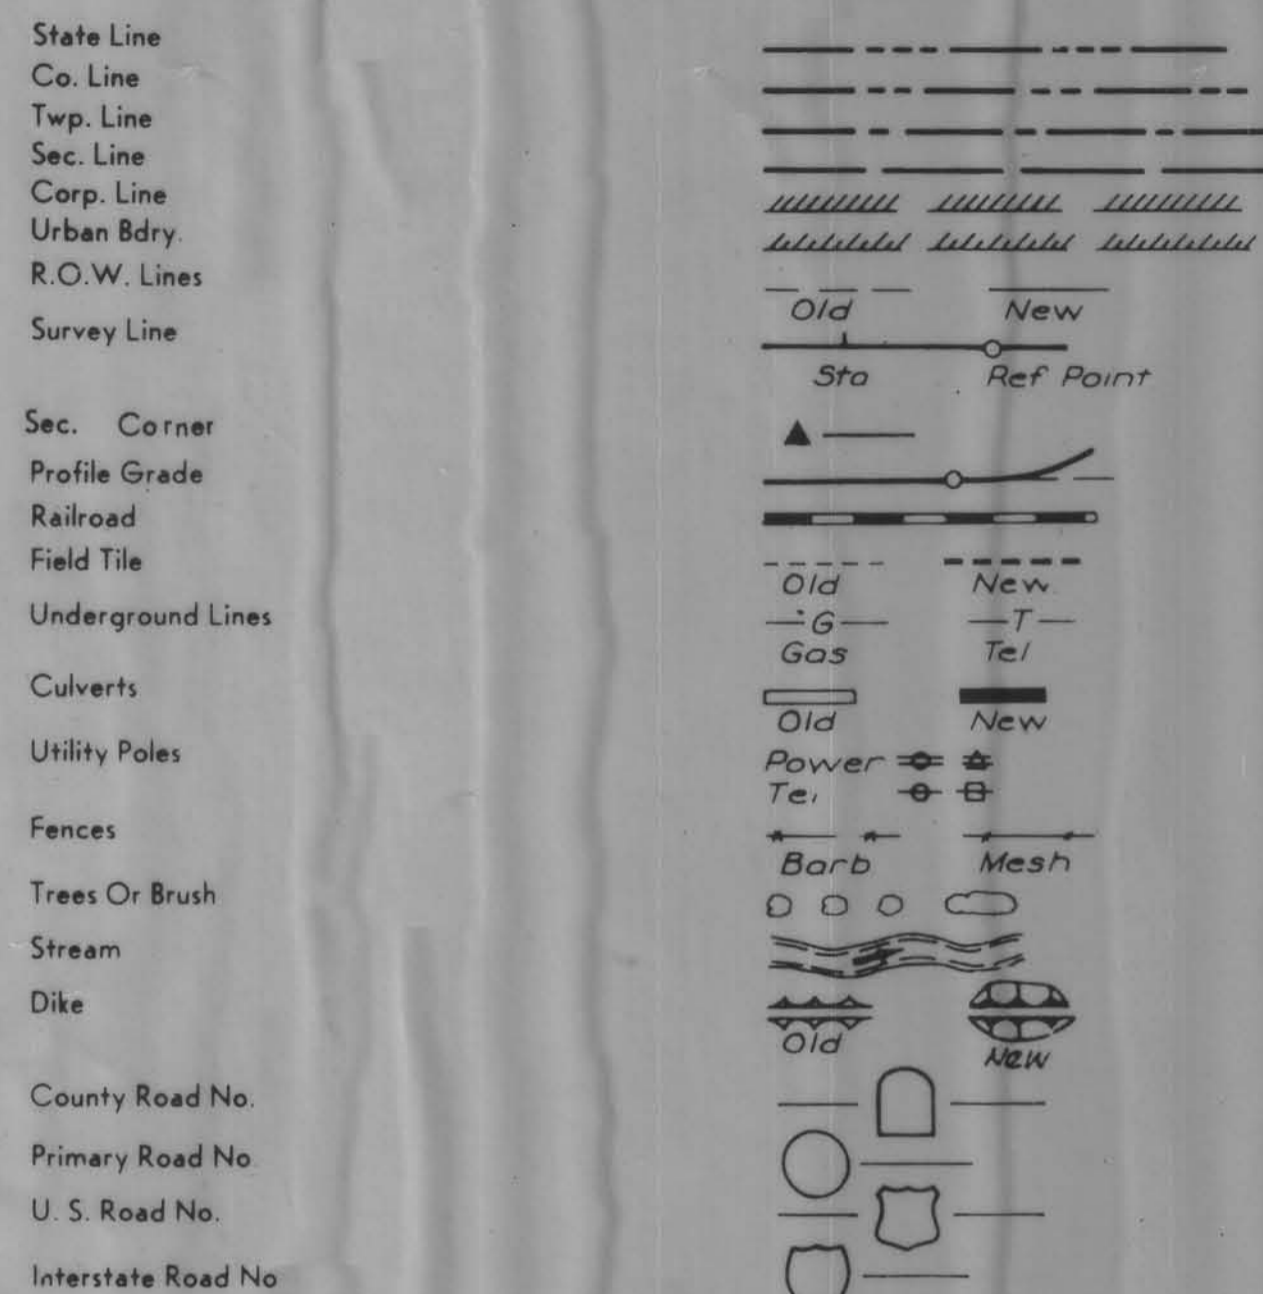 State Line
Co. Line
Twp. Line
Sec. Line
Corp. Line
Urban Bdry.
R.O.W. Lines
Old New
Survey Line
Sta Ref Point
Sec. Corner
Profile Grade
Railroad
Field Tile
Old New
Underground Lines G T
Gas Tel
Culverts
Old New
Utility Poles
Power
Tel
Fences
Barb Mesh
Trees Or Brush
Stream
Dike
Old New
County Road No.
Primary Road No
U. S. Road No.
Interstate Road No